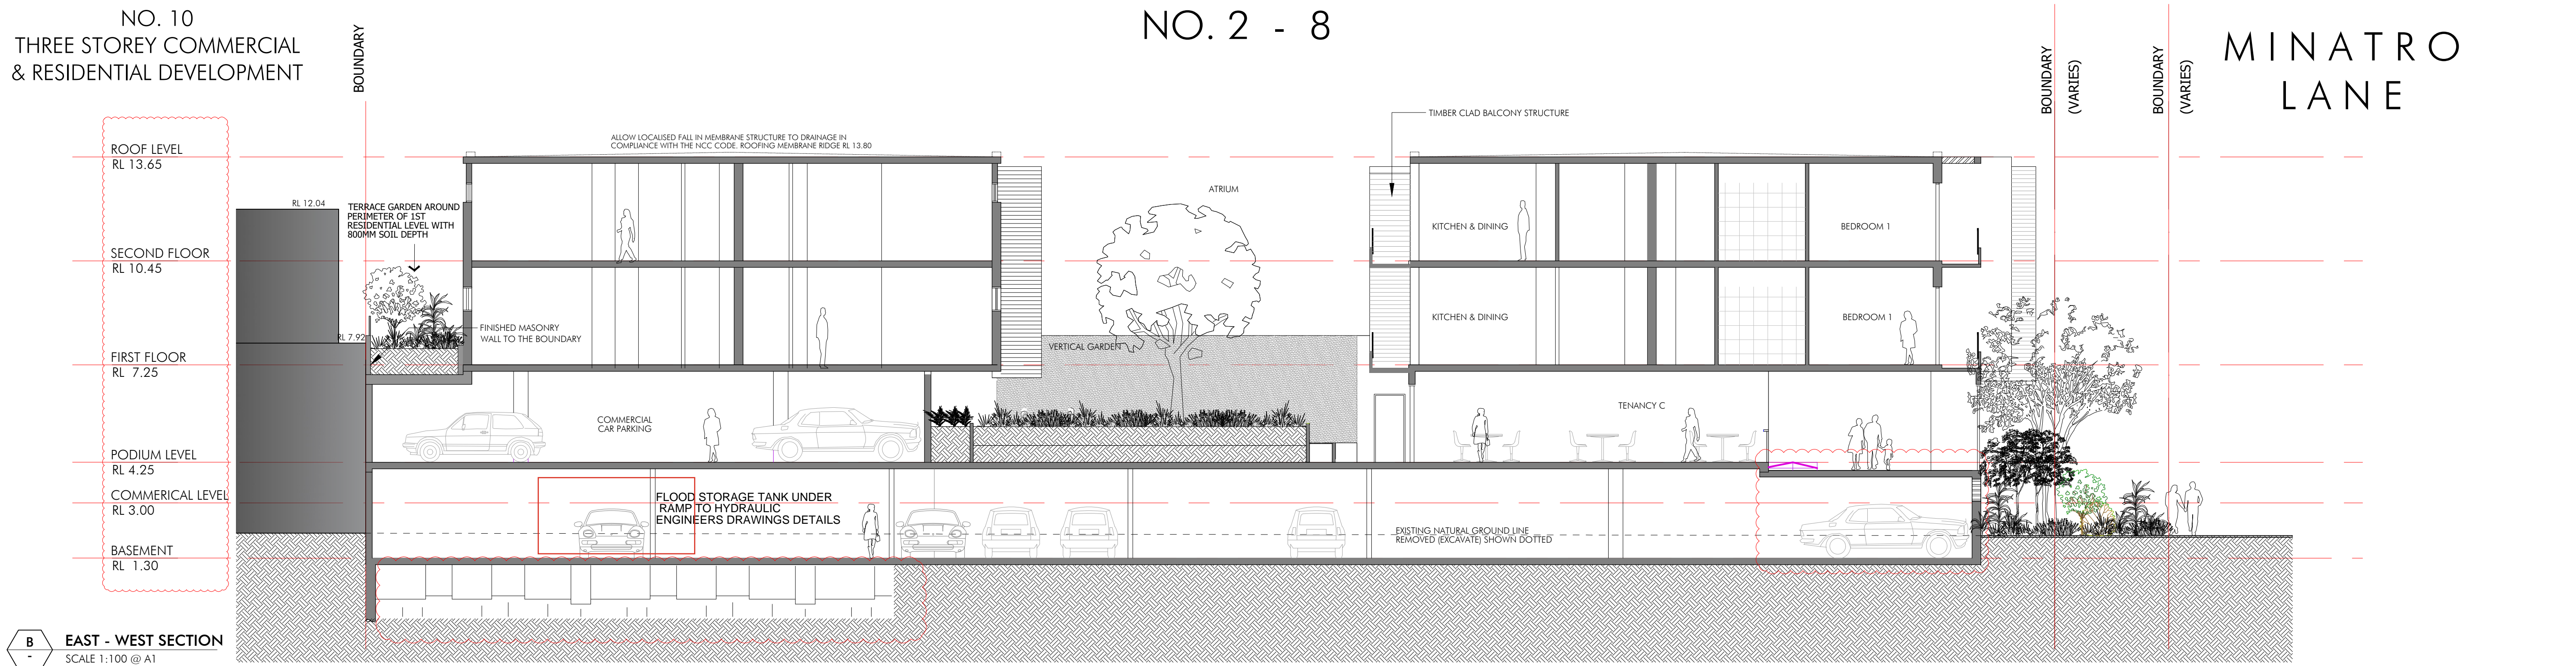 NO. 10
THREE STOREY COMMERCIAL
& RESIDENTIAL DEVELOPMENT
BOUNDARY
NO. 2 - 8
BOUNDARY
(VARIES)
BOUNDARY
(VARIES)
MINATRO
LANE
TIMBER CLAD BALCONY STRUCTURE
ALLOW LOCALISED FALL IN MEMBRANE STRUCTURE TO DRAINAGE IN
COMPLIANCE WITH THE NCC CODE. ROOFING MEMBRANE RIDGE RL 13.80
ROOF LEVEL
RL 13.65
ATRIUM
RL 12.04
TERRACE GARDEN AROUND
PERIMETER OF 1ST
RESIDENTIAL LEVEL WITH
800MM SOIL DEPTH
KITCHEN & DINING
BEDROOM 1
SECOND FLOOR
RL 10.45
KITCHEN & DINING
BEDROOM 1
FINISHED MASONRY
WALL TO THE BOUNDARY
RL 7.92
VERTICAL GARDEN
FIRST FLOOR
RL 7.25
COMMERCIAL
CAR PARKING
TENANCY C
PODIUM LEVEL
RL 4.25
COMMERICAL LEVEL
RL 3.00
FLOOD STORAGE TANK UNDER
RAMP TO HYDRAULIC
ENGINEERS DRAWINGS DETAILS
EXISTING NATURAL GROUND LINE
REMOVED (EXCAVATE) SHOWN DOTTED
BASEMENT
RL 1.30
B
-
EAST - WEST SECTION
SCALE 1:100 @ A1